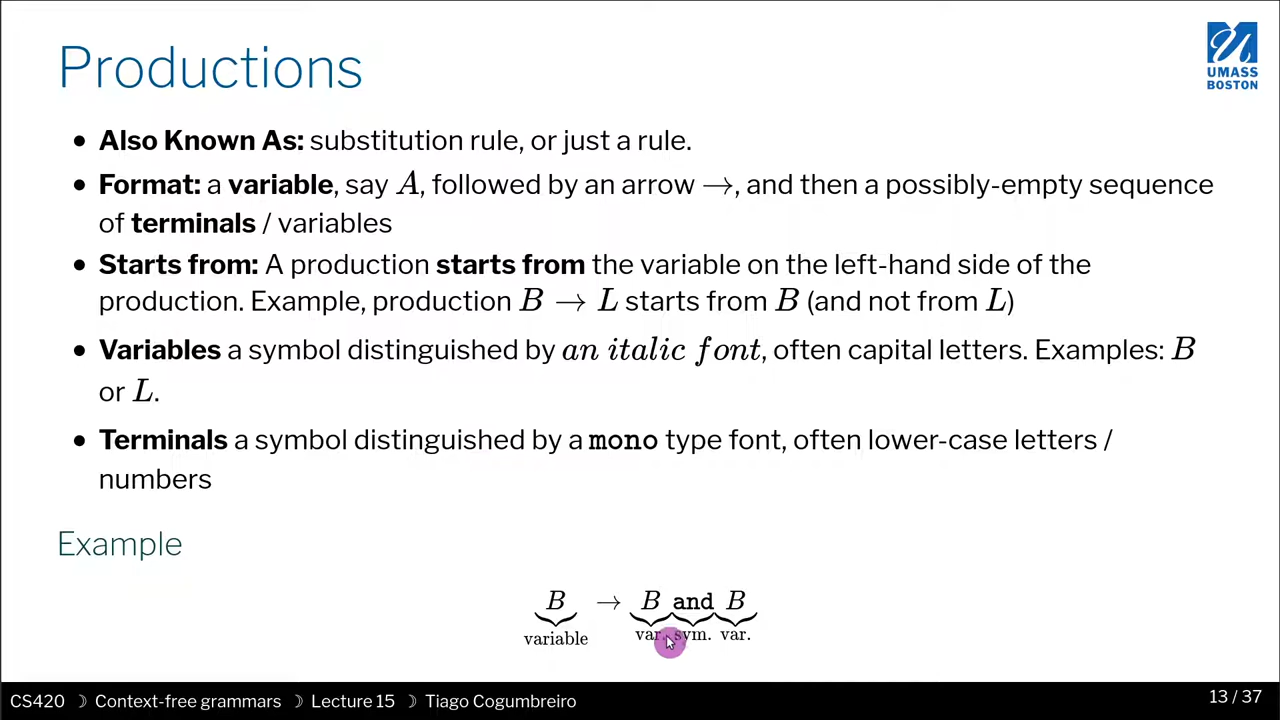 Productions
UMASS
BOSTON
• Also Known As: substitution rule, or just a rule.
• Format: a variable, say A, followed by an arrow →, and then a possibly-empty sequence
of terminals / variables
• Starts from: A production starts from the variable on the left-hand side of the
production. Example, production B → L starts from B (and not from L)
• Variables a symbol distinguished by an italic font, often capital letters. Examples: B
or L.
• Terminals a symbol distinguished by a mono type font, often lower-case letters /
numbers
Example
B → B and B
variable var. sym. var.
CS420 ☽ Context-free grammars ☽ Lecture 15 ☽ Tiago Cogumbreiro
13 / 37